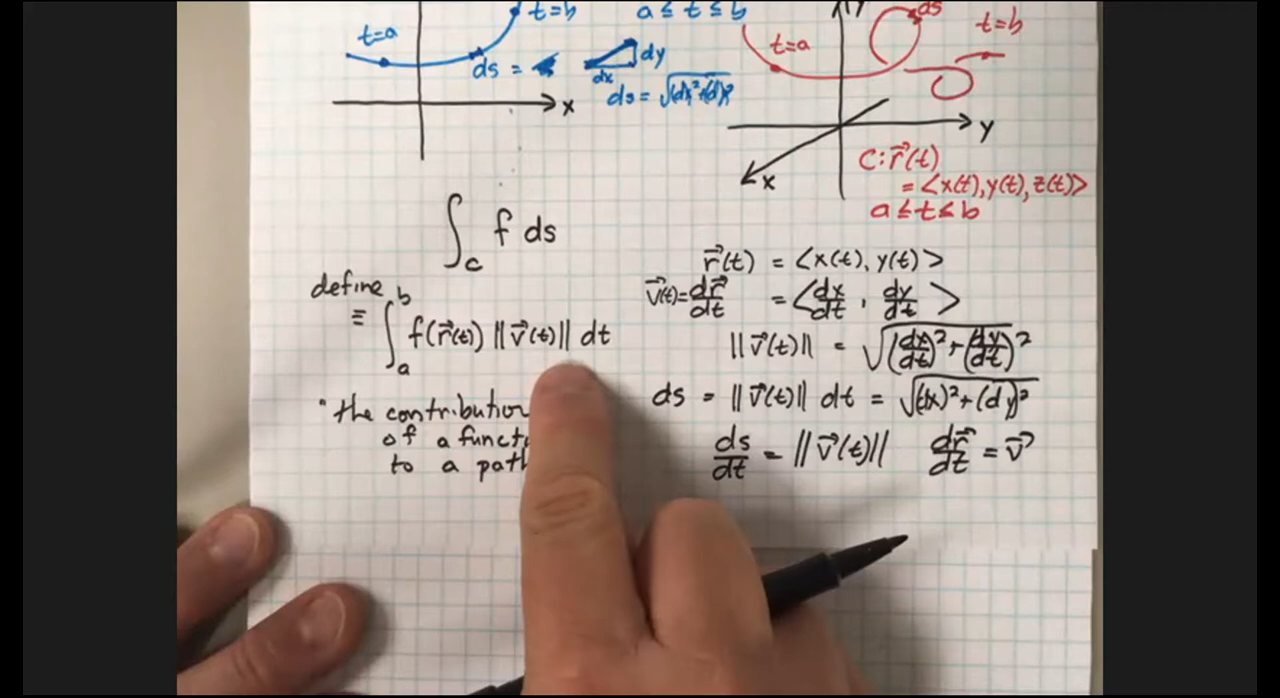 t=a
t=b
a ≤ t ≤ b
ds =
dx
dy
ds = √(dx)²+(dy)²
x
Y
ds
t=a
t=b
y
x
C: r⃗(t)
= <x(t), y(t), z(t)>
a ≤ t ≤ b
∫_C f ds
define
≡ ∫_a^b f(r⃗(t)) ||v⃗(t)|| dt
"the contribution
of a
to a path
r⃗(t) = <x(t), y(t)>
v⃗(t) = dr⃗/dt = <dx/dt, dy/dt>
||v⃗(t)|| = √(dx/dt)²+(dy/dt)²
ds = ||v⃗(t)|| dt = √(dx)²+(dy)²
ds/dt = ||v⃗(t)|| dr⃗/dt = v⃗